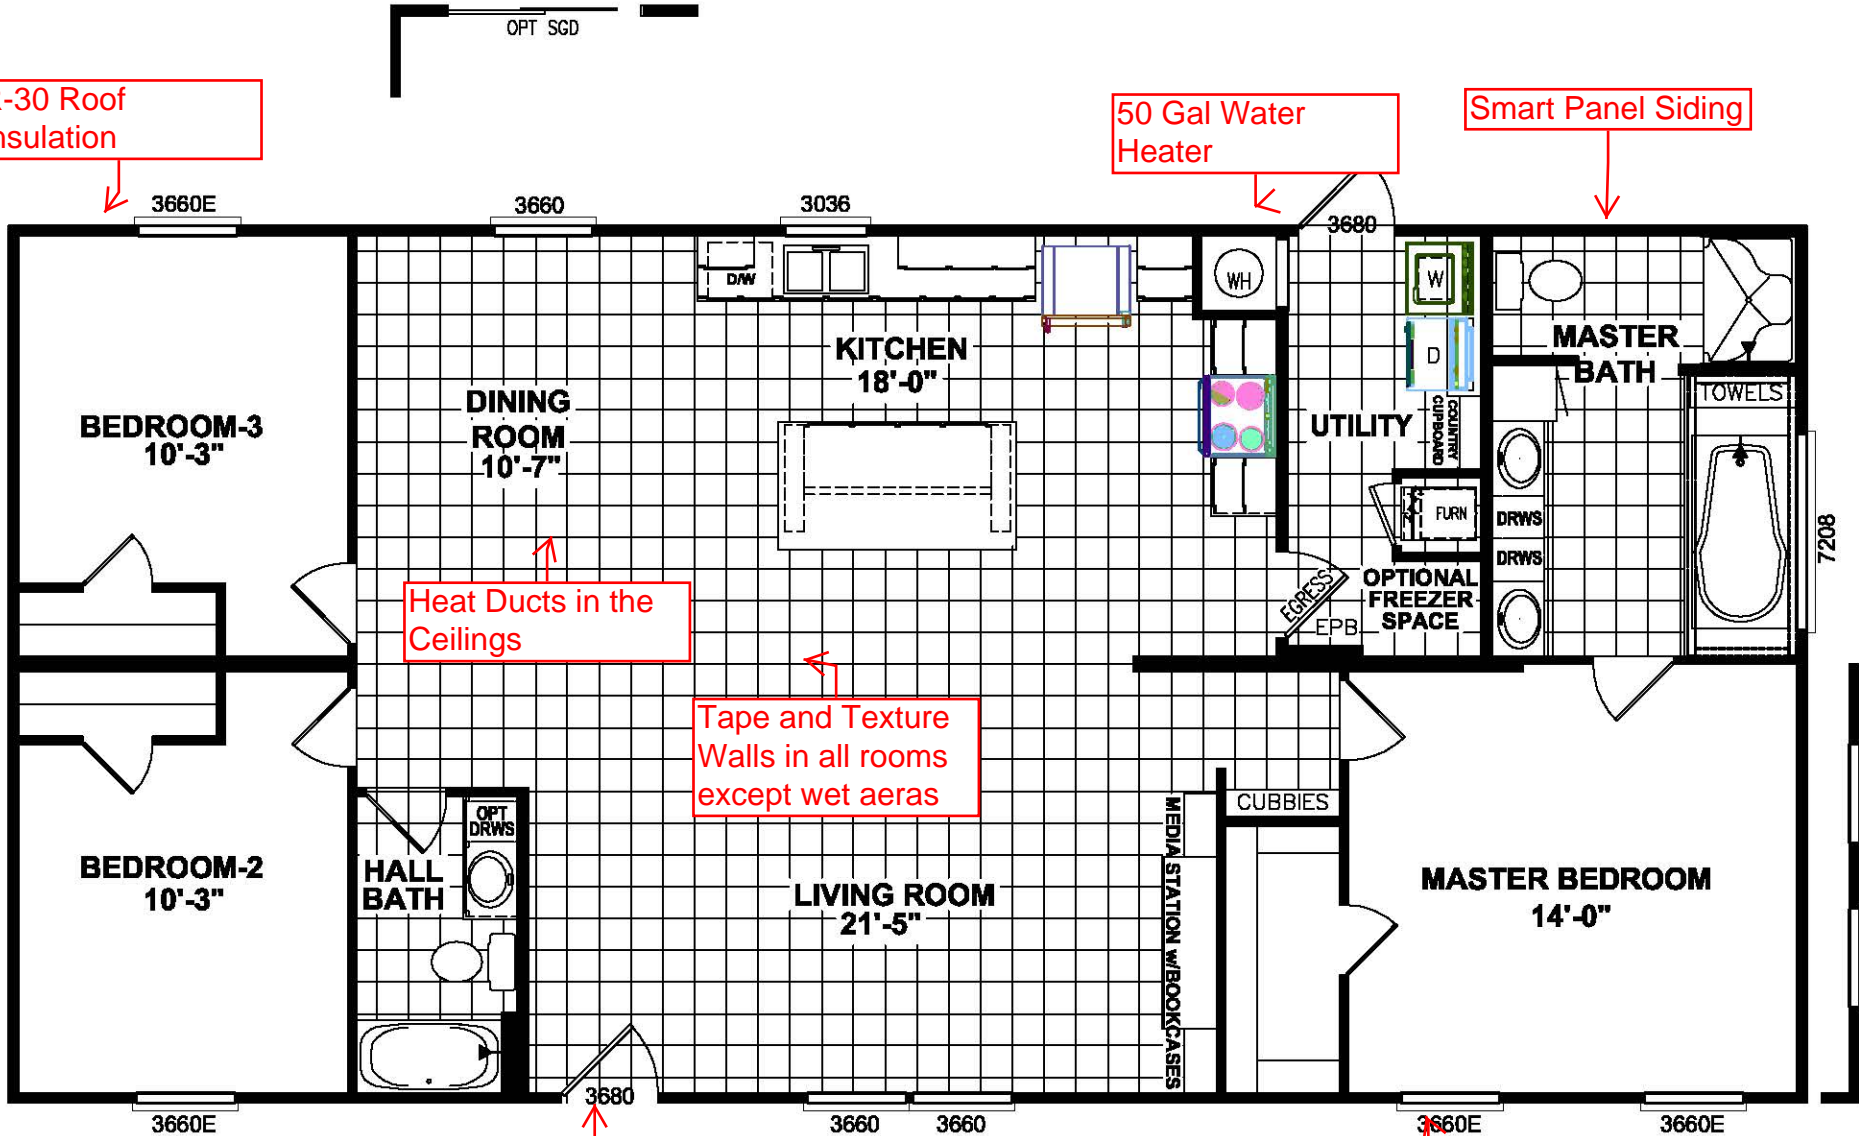 OPT SGD
-30 Roof
nsulation
50 Gal Water
Heater
Smart Panel Siding
3660E
3660
3036
3680
D/W
WH
W
D
KITCHEN
18'-0"
MASTER
BATH
TOWELS
DINING
ROOM
10'-7"
BEDROOM-3
10'-3"
UTILITY
COUNTRY
CUPBOARD
FURN
DRWS
DRWS
7208
EGRESS
OPTIONAL
FREEZER
SPACE
EPB
Heat Ducts in the
Ceilings
Tape and Texture
Walls in all rooms
except wet aeras
CUBBIES
OPT
DRWS
MEDIA STATION w/BOOKCASES
BEDROOM-2
10'-3"
HALL
BATH
LIVING ROOM
21'-5"
MASTER BEDROOM
14'-0"
3680
3660E
3660
3660
3660E
3660E